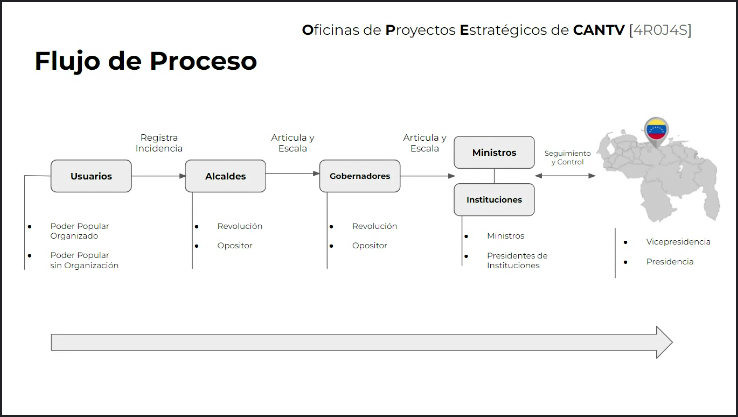 Oficinas de Proyectos Estratégicos de CANTV [4R0J4S]
Flujo de Proceso
Registra
Incidencia
Articula y
Escala
Articula y
Escala
Usuarios
Alcaldes
Gobernadores
Ministros
Instituciones
Seguimiento
y Control
Poder Popular
Organizado
Poder Popular
sin Organización
Revolución
Opositor
Revolución
Opositor
Ministros
Presidentes de
Instituciones
Vicepresidencia
Presidencia